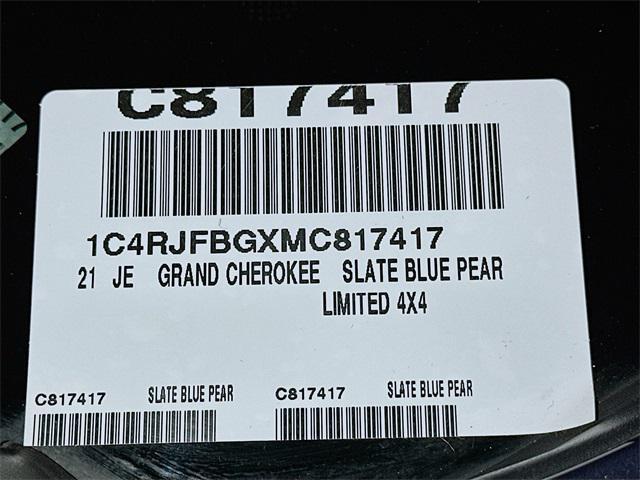 C817417
1C4RJFBGXMC817417
21 JE GRAND CHEROKEE SLATE BLUE PEAR
LIMITED 4X4
C817417 SLATE BLUE PEAR C817417 SLATE BLUE PEAR